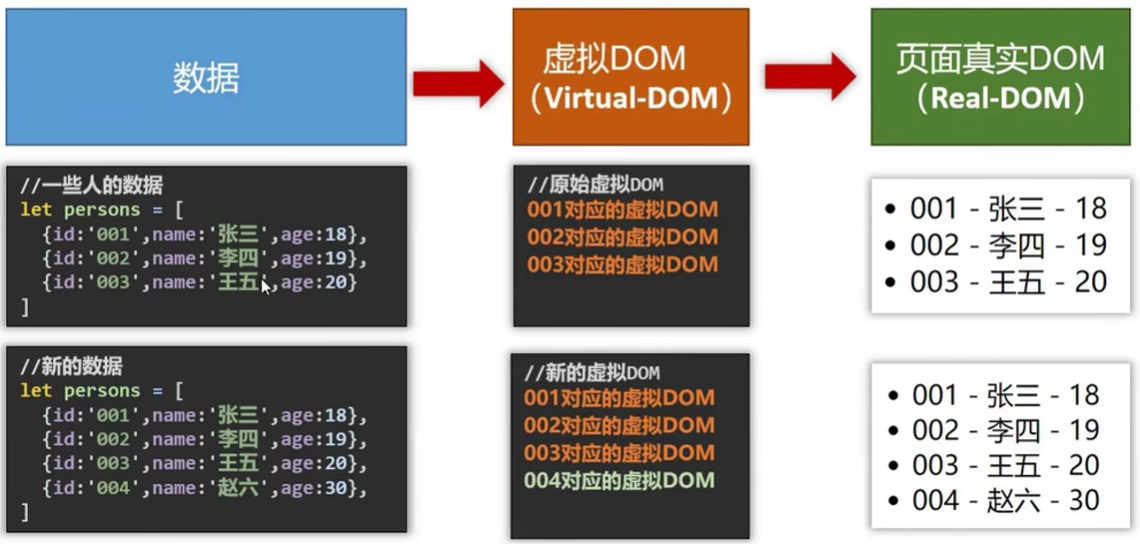 数据
虚拟DOM
（Virtual-DOM）
页面真实DOM
（Real-DOM）
//一些人的数据
let persons = [
{id:'001',name:'张三',age:18},
{id:'002',name:'李四',age:19},
{id:'003',name:'王五',age:20}
]
//原始虚拟DOM
001对应的虚拟DOM
002对应的虚拟DOM
003对应的虚拟DOM
• 001 - 张三 - 18
• 002 - 李四 - 19
• 003 - 王五 - 20
//新的数据
let persons = [
{id:'001',name:'张三',age:18},
{id:'002',name:'李四',age:19},
{id:'003',name:'王五',age:20},
{id:'004',name:'赵六',age:30},
]
//新的虚拟DOM
001对应的虚拟DOM
002对应的虚拟DOM
003对应的虚拟DOM
004对应的虚拟DOM
• 001 - 张三 - 18
• 002 - 李四 - 19
• 003 - 王五 - 20
• 004 - 赵六 - 30